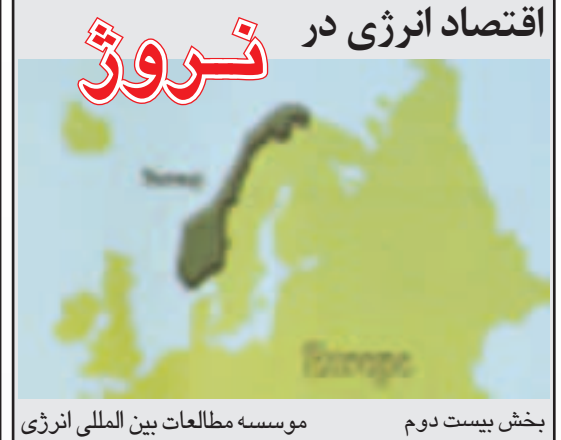 اقتصاد انرژی در نروژ
Norway
Europe
بخش بیست دوم موسسه مطالعات بین المللی انرژی